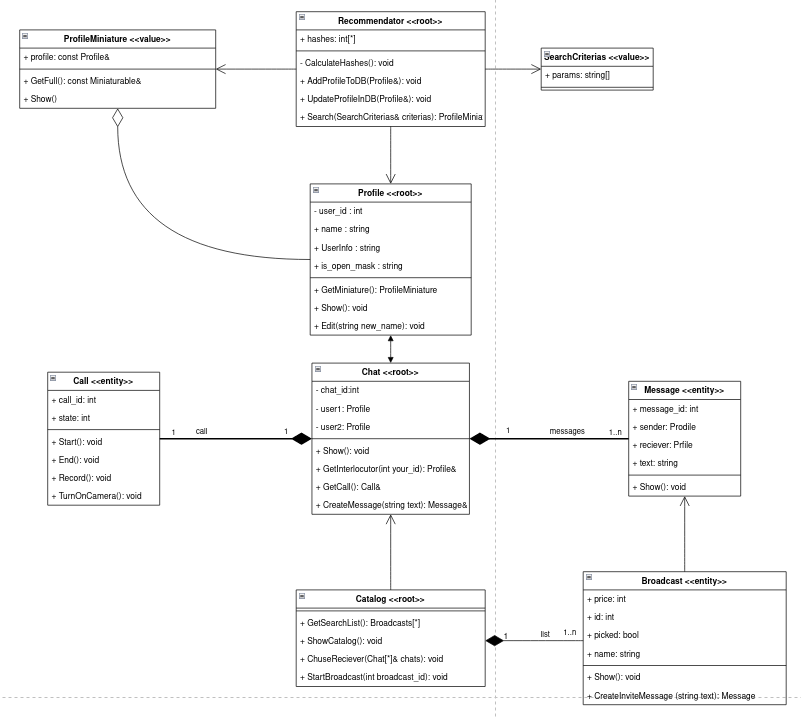 Recommendator <<root>>
+ hashes: int[*]
- CalculateHashes(): void
+ AddProfileToDB(Profile&): void
+ UpdateProfileInDB(Profile&): void
+ Search(SearchCriterias& criterias): ProfileMinia
ProfileMiniature <<value>>
+ profile: const Profile&
+ GetFull(): const Miniaturable&
+ Show()
SearchCriterias <<value>>
+ params: string[]
Profile <<root>>
- user_id : int
+ name : string
+ UserInfo : string
+ is_open_mask : string
+ GetMiniature(): ProfileMiniature
+ Show(): void
+ Edit(string new_name): void
Call <<entity>>
+ call_id: int
+ state: int
+ Start(): void
+ End(): void
+ Record(): void
+ TurnOnCamera(): void
1 call 1
Chat <<root>>
- chat_id:int
- user1: Profile
- user2: Profile
+ Show(): void
+ GetInterlocutor(int your_id): Profile&
+ GetCall(): Call&
+ CreateMessage(string text): Message&
1 messages 1..n
Message <<entity>>
+ message_id: int
+ sender: Prodile
+ reciever: Prfile
+ text: string
+ Show(): void
Catalog <<root>>
+ GetSearchList(): Broadcasts[*]
+ ShowCatalog(): void
+ ChuseReciever(Chat[*]& chats): void
+ StartBroadcast(int broadcast_id): void
1 list 1..n
Broadcast <<entity>>
+ price: int
+ id: int
+ picked: bool
+ name: string
+ Show(): void
+ CreateInviteMessage (string text): Message